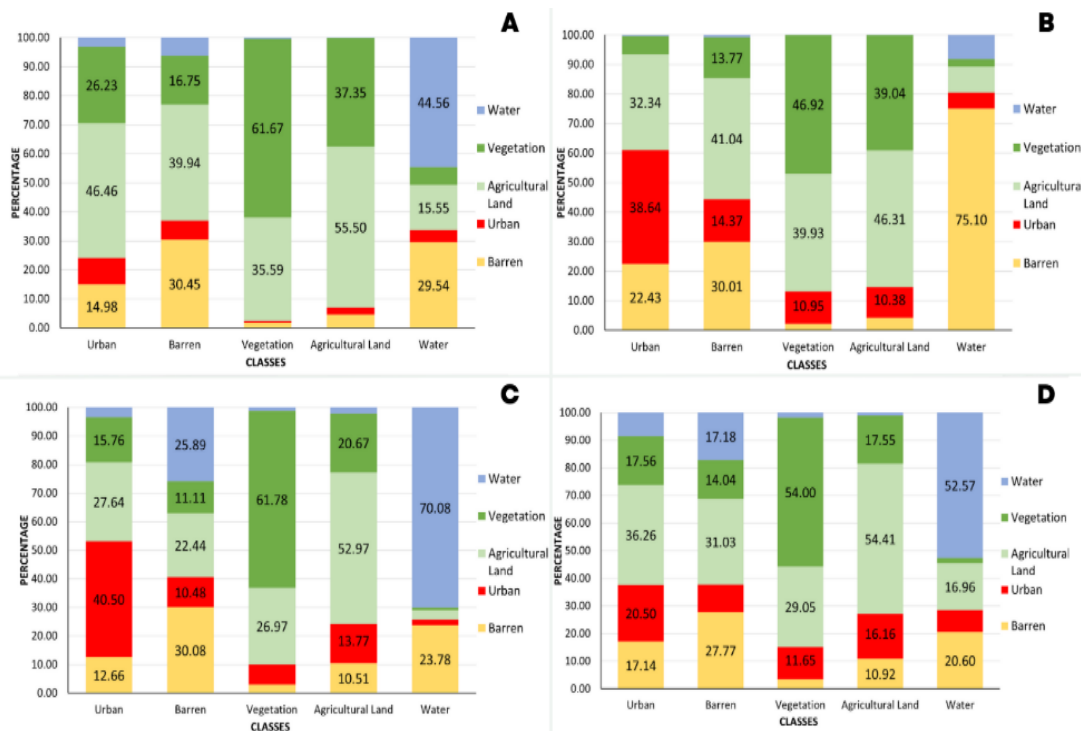 A
100.00
90.00
80.00
70.00
60.00
50.00
40.00
30.00
20.00
10.00
0.00
PERCENTAGE
26.23
46.46
14.98
16.75
39.94
30.45
61.67
35.59
37.35
55.50
44.56
15.55
29.54
Urban Barren Vegetation Agricultural Land Water
CLASSES
Water
Vegetation
Agricultural
Land
Urban
Barren
B
100.00
90.00
80.00
70.00
60.00
50.00
40.00
30.00
20.00
10.00
0.00
PERCENTAGE
32.34
38.64
22.43
13.77
41.04
14.37
30.01
46.92
39.93
10.95
39.04
46.31
10.38
75.10
Urban Barren Vegetation Agricultural Land Water
CLASSES
Water
Vegetation
Agricultural
Land
Urban
Barren
C
100.00
90.00
80.00
70.00
60.00
50.00
40.00
30.00
20.00
10.00
0.00
PERCENTAGE
15.76
27.64
40.50
12.66
25.89
11.11
22.44
10.48
30.08
61.78
26.97
20.67
52.97
13.77
10.51
70.08
23.78
Urban Barren Vegetation Agricultural Land Water
CLASSES
Water
Vegetation
Agricultural
Land
Urban
Barren
D
100.00
90.00
80.00
70.00
60.00
50.00
40.00
30.00
20.00
10.00
0.00
PERCENTAGE
17.56
36.26
20.50
17.14
17.18
14.04
31.03
27.77
54.00
29.05
11.65
17.55
54.41
16.16
10.92
52.57
16.96
20.60
Urban Barren Vegetation Agricultural Land Water
CLASSES
Water
Vegetation
Agricultural
Land
Urban
Barren